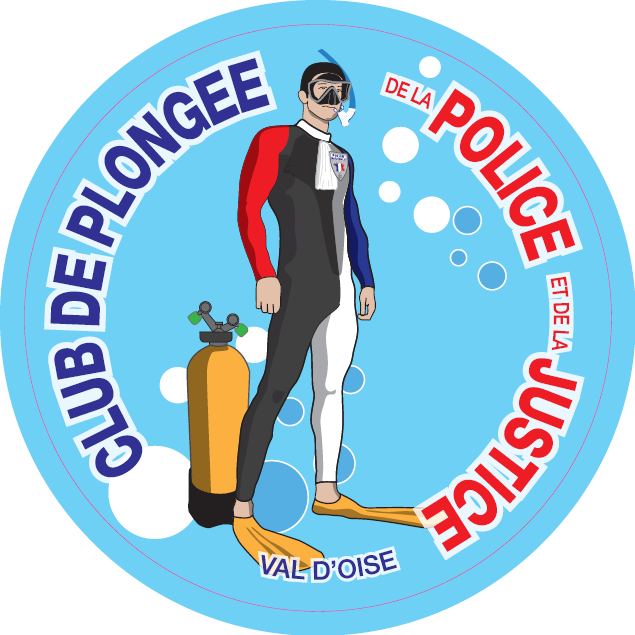 CLUB DE PLONGEE
DE LA
POLICE
ET DE LA
JUSTICE
VAL D'OISE